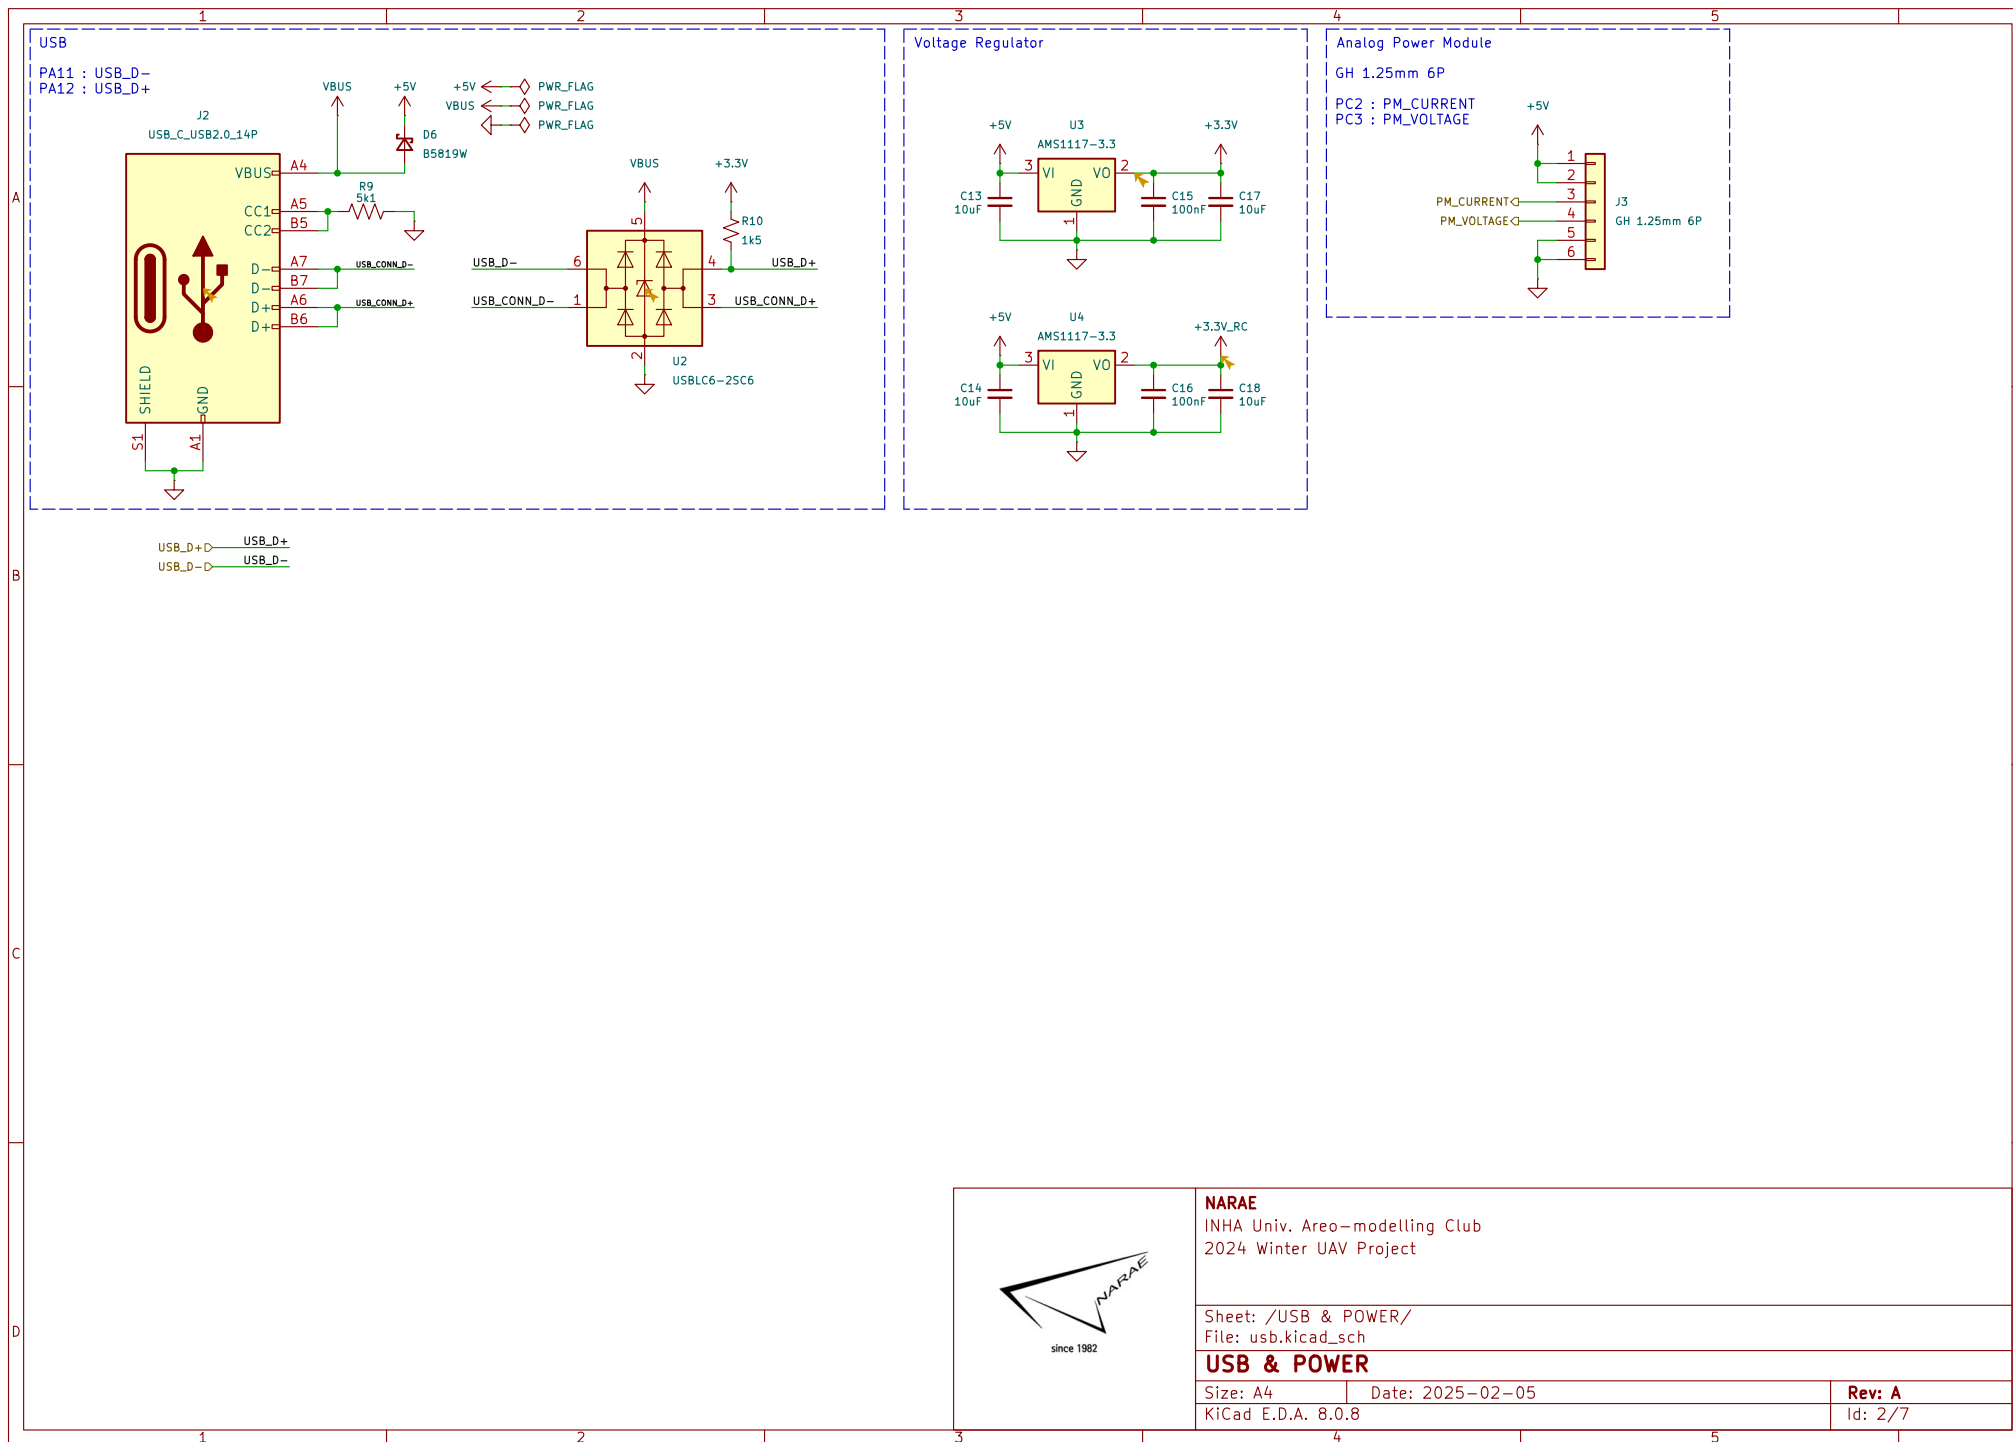 1 2 3 4 5
USB
PA11 : USB_D-
PA12 : USB_D+
J2
USB_C_USB2.0_14P
VBUS
+5V
D6
B5819W
+5V PWR_FLAG
VBUS PWR_FLAG
PWR_FLAG
VBUS A4
CC1 A5
CC2 B5
D- A7
D- B7
D+ A6
D+ B6
SHIELD
GND
S1
A1
R9
5k1
USB_CONN_D-
USB_CONN_D+
VBUS
+3.3V
R10
1k5
USB_D- 6
USB_CONN_D- 1
5
4 USB_D+
3 USB_CONN_D+
2
U2
USBLC6-2SC6
USB_D+ USB_D+
USB_D- USB_D-
Voltage Regulator
+5V
U3
AMS1117-3.3
+3.3V
3 VI VO 2
GND
1
C13
10uF
C15
100nF
C17
10uF
+5V
U4
AMS1117-3.3
+3.3V_RC
3 VI VO 2
GND
1
C14
10uF
C16
100nF
C18
10uF
Analog Power Module
GH 1.25mm 6P
PC2 : PM_CURRENT
PC3 : PM_VOLTAGE
+5V
1
2
PM_CURRENT 3
PM_VOLTAGE 4
5
6
J3
GH 1.25mm 6P
A
B
C
D
NARAE
since 1982
NARAE
INHA Univ. Areo-modelling Club
2024 Winter UAV Project
Sheet: /USB & POWER/
File: usb.kicad_sch
USB & POWER
Size: A4 Date: 2025-02-05 Rev: A
KiCad E.D.A. 8.0.8 Id: 2/7
1 2 3 4 5